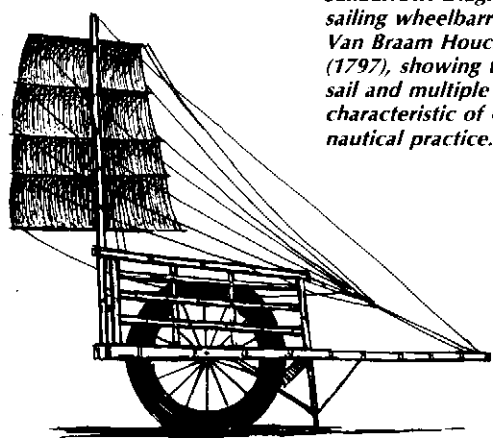 sailing wheelbarr
Van Braam Houc
(1797), showing t
sail and multiple
characteristic of
nautical practice.